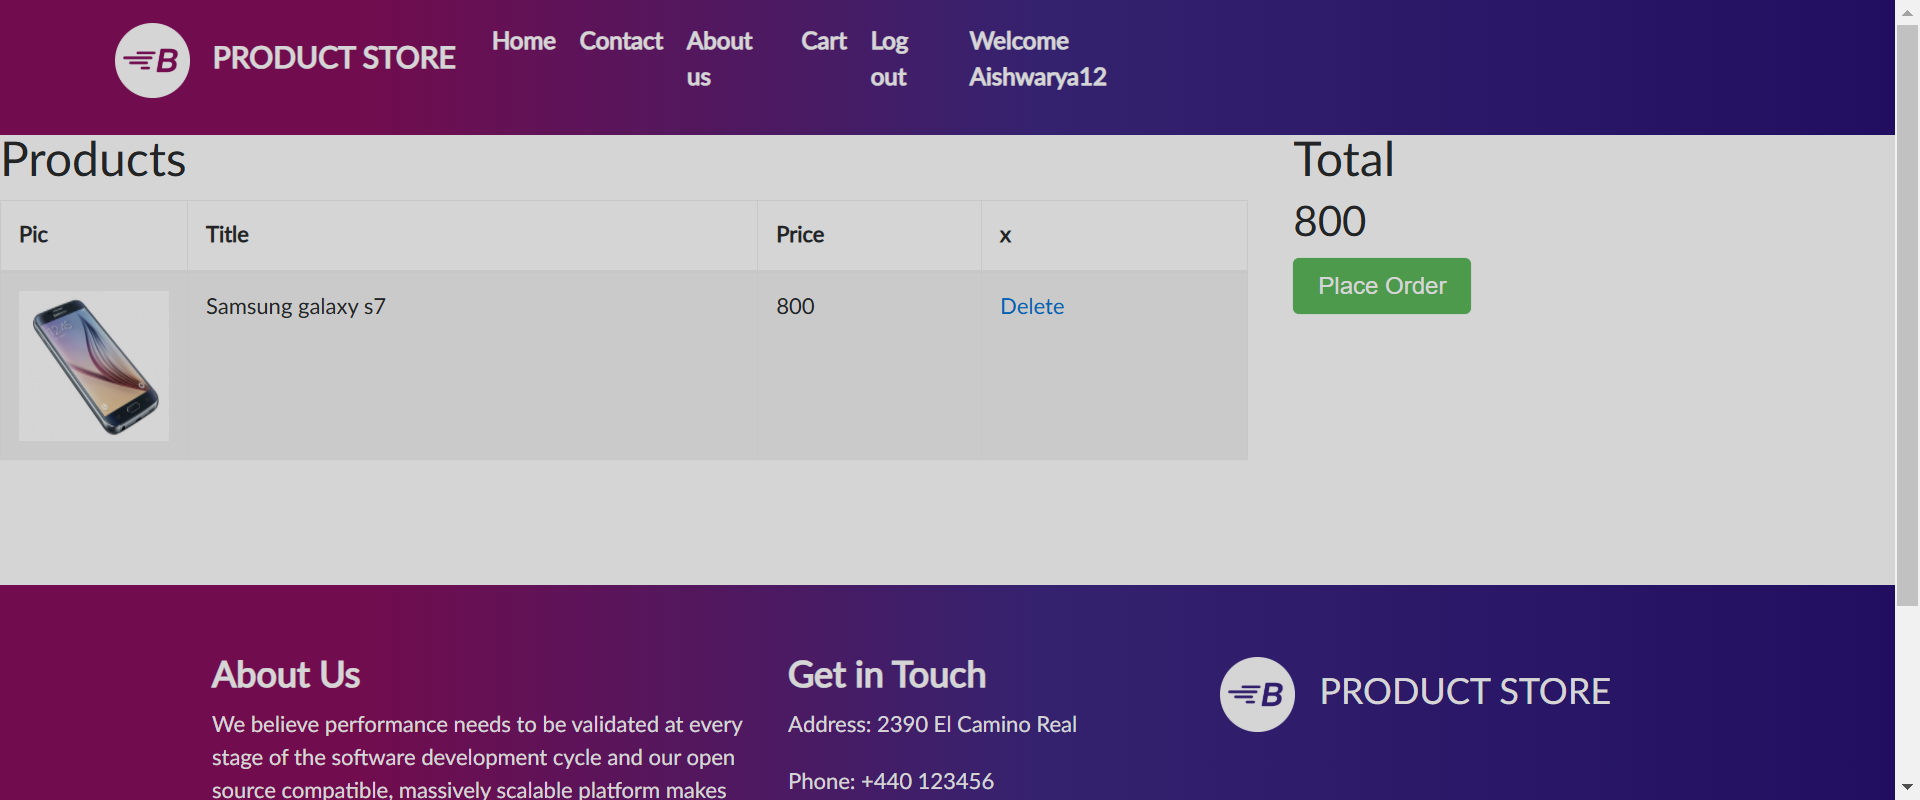 B PRODUCT STORE Home Contact About us Cart Log out Welcome Aishwarya12
Products
Total
800
Place Order
Pic Title Price x
Samsung galaxy s7 800 Delete
About Us
We believe performance needs to be validated at every
stage of the software development cycle and our open
source compatible, massively scalable platform makes
Get in Touch
Address: 2390 El Camino Real
Phone: +440 123456
B PRODUCT STORE